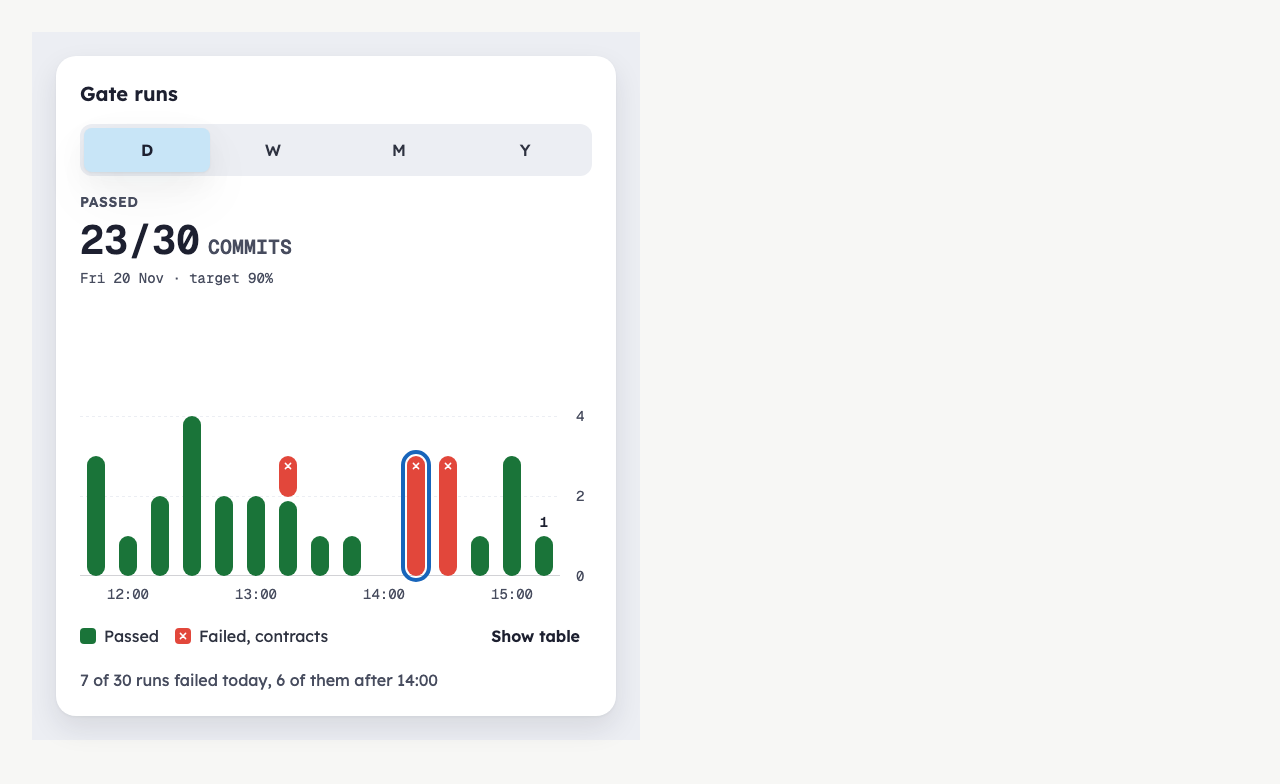 Gate runs
D W M Y
PASSED
23/30 COMMITS
Fri 20 Nov · target 90%
4
2
1
0
12:00 13:00 14:00 15:00
Passed Failed, contracts Show table
7 of 30 runs failed today, 6 of them after 14:00